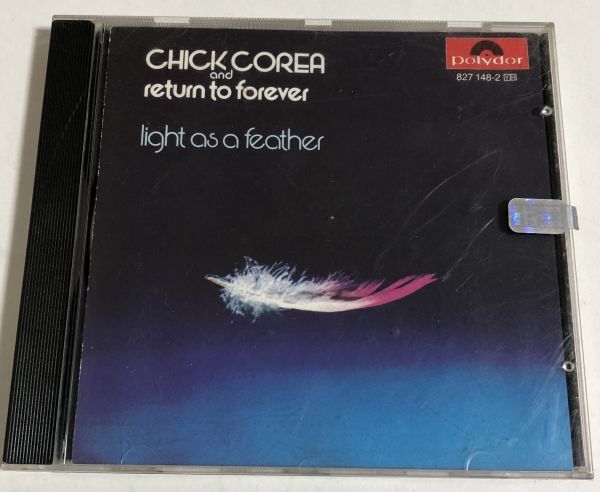 CHICK COREA
and
return to forever
light as a feather
polydor
827 148-2